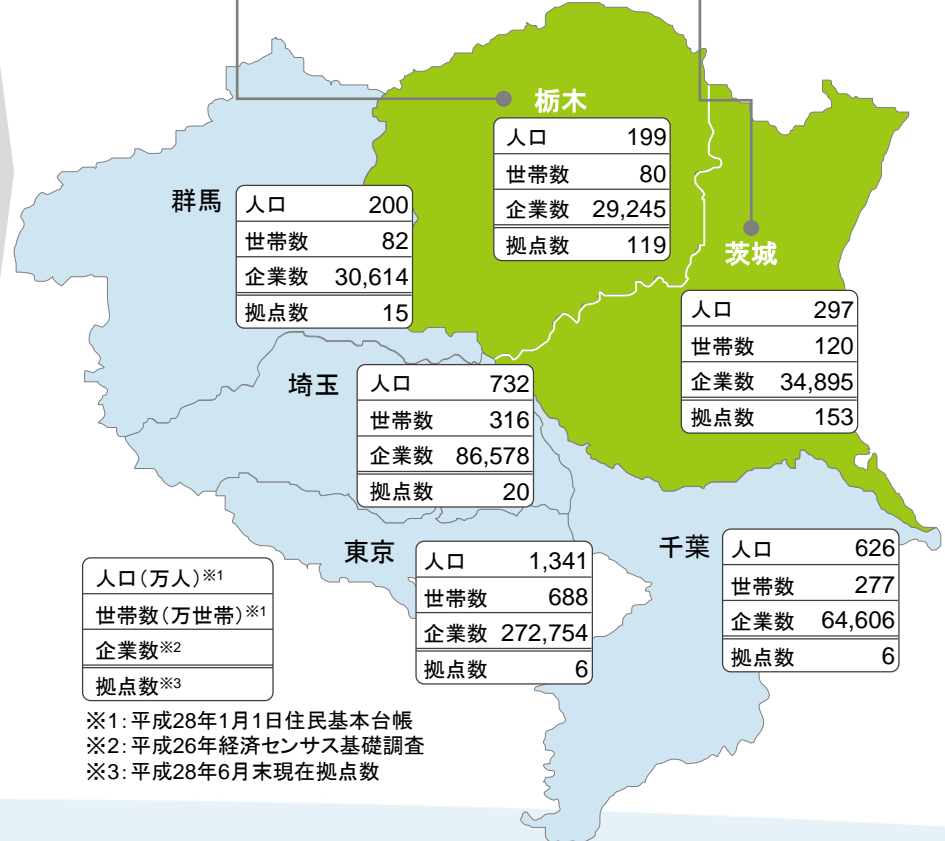 栃木
人口 199
世帯数 80
企業数 29,245
拠点数 119
群馬
人口 200
世帯数 82
企業数 30,614
拠点数 15
茨城
人口 297
世帯数 120
企業数 34,895
拠点数 153
埼玉
人口 732
世帯数 316
企業数 86,578
拠点数 20
東京
人口 1,341
世帯数 688
企業数 272,754
拠点数 6
千葉
人口 626
世帯数 277
企業数 64,606
拠点数 6
人口(万人)※1
世帯数(万世帯)※1
企業数※2
拠点数※3
※1:平成28年1月1日住民基本台帳
※2:平成26年経済センサス基礎調査
※3:平成28年6月末現在拠点数